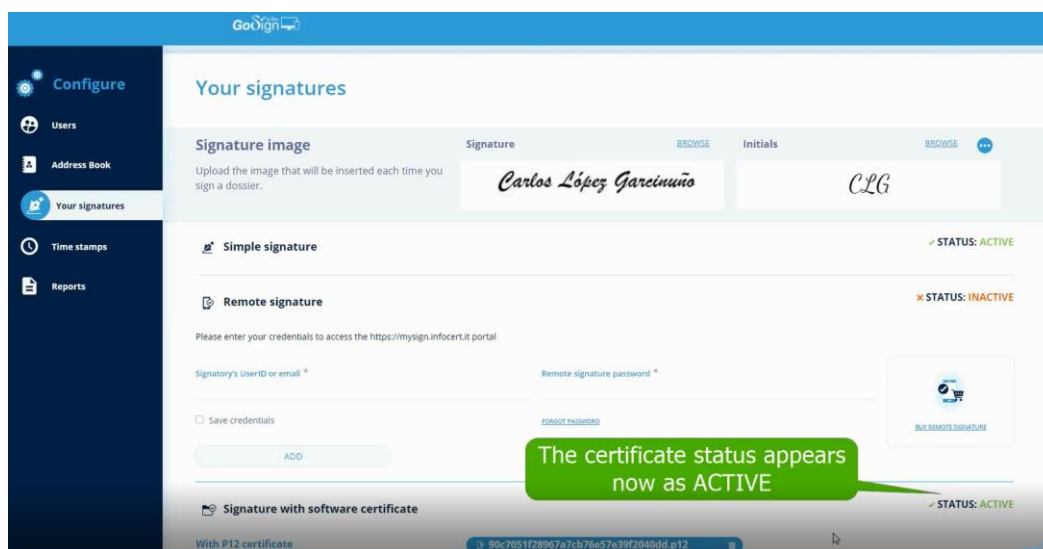 GoSign
Configure
Users
Address Book
Your signatures
Time stamps
Reports
Your signatures
Signature image
Upload the image that will be inserted each time you
sign a dossier.
Signature
BROWSE
Carlos López Garcinuño
Initials
BROWSE
CLG
Simple signature
✓ STATUS: ACTIVE
Remote signature
× STATUS: INACTIVE
Please enter your credentials to access the https://mysign.infocert.it portal
Signatory's UserID or email *
Remote signature password *
Save credentials
FORGOT PASSWORD
ADD
BUY REMOTE SIGNATURE
The certificate status appears
now as ACTIVE
Signature with software certificate
✓ STATUS: ACTIVE
With P12 certificate
90c7051f28967a7cb76e57e39f2040dd.p12